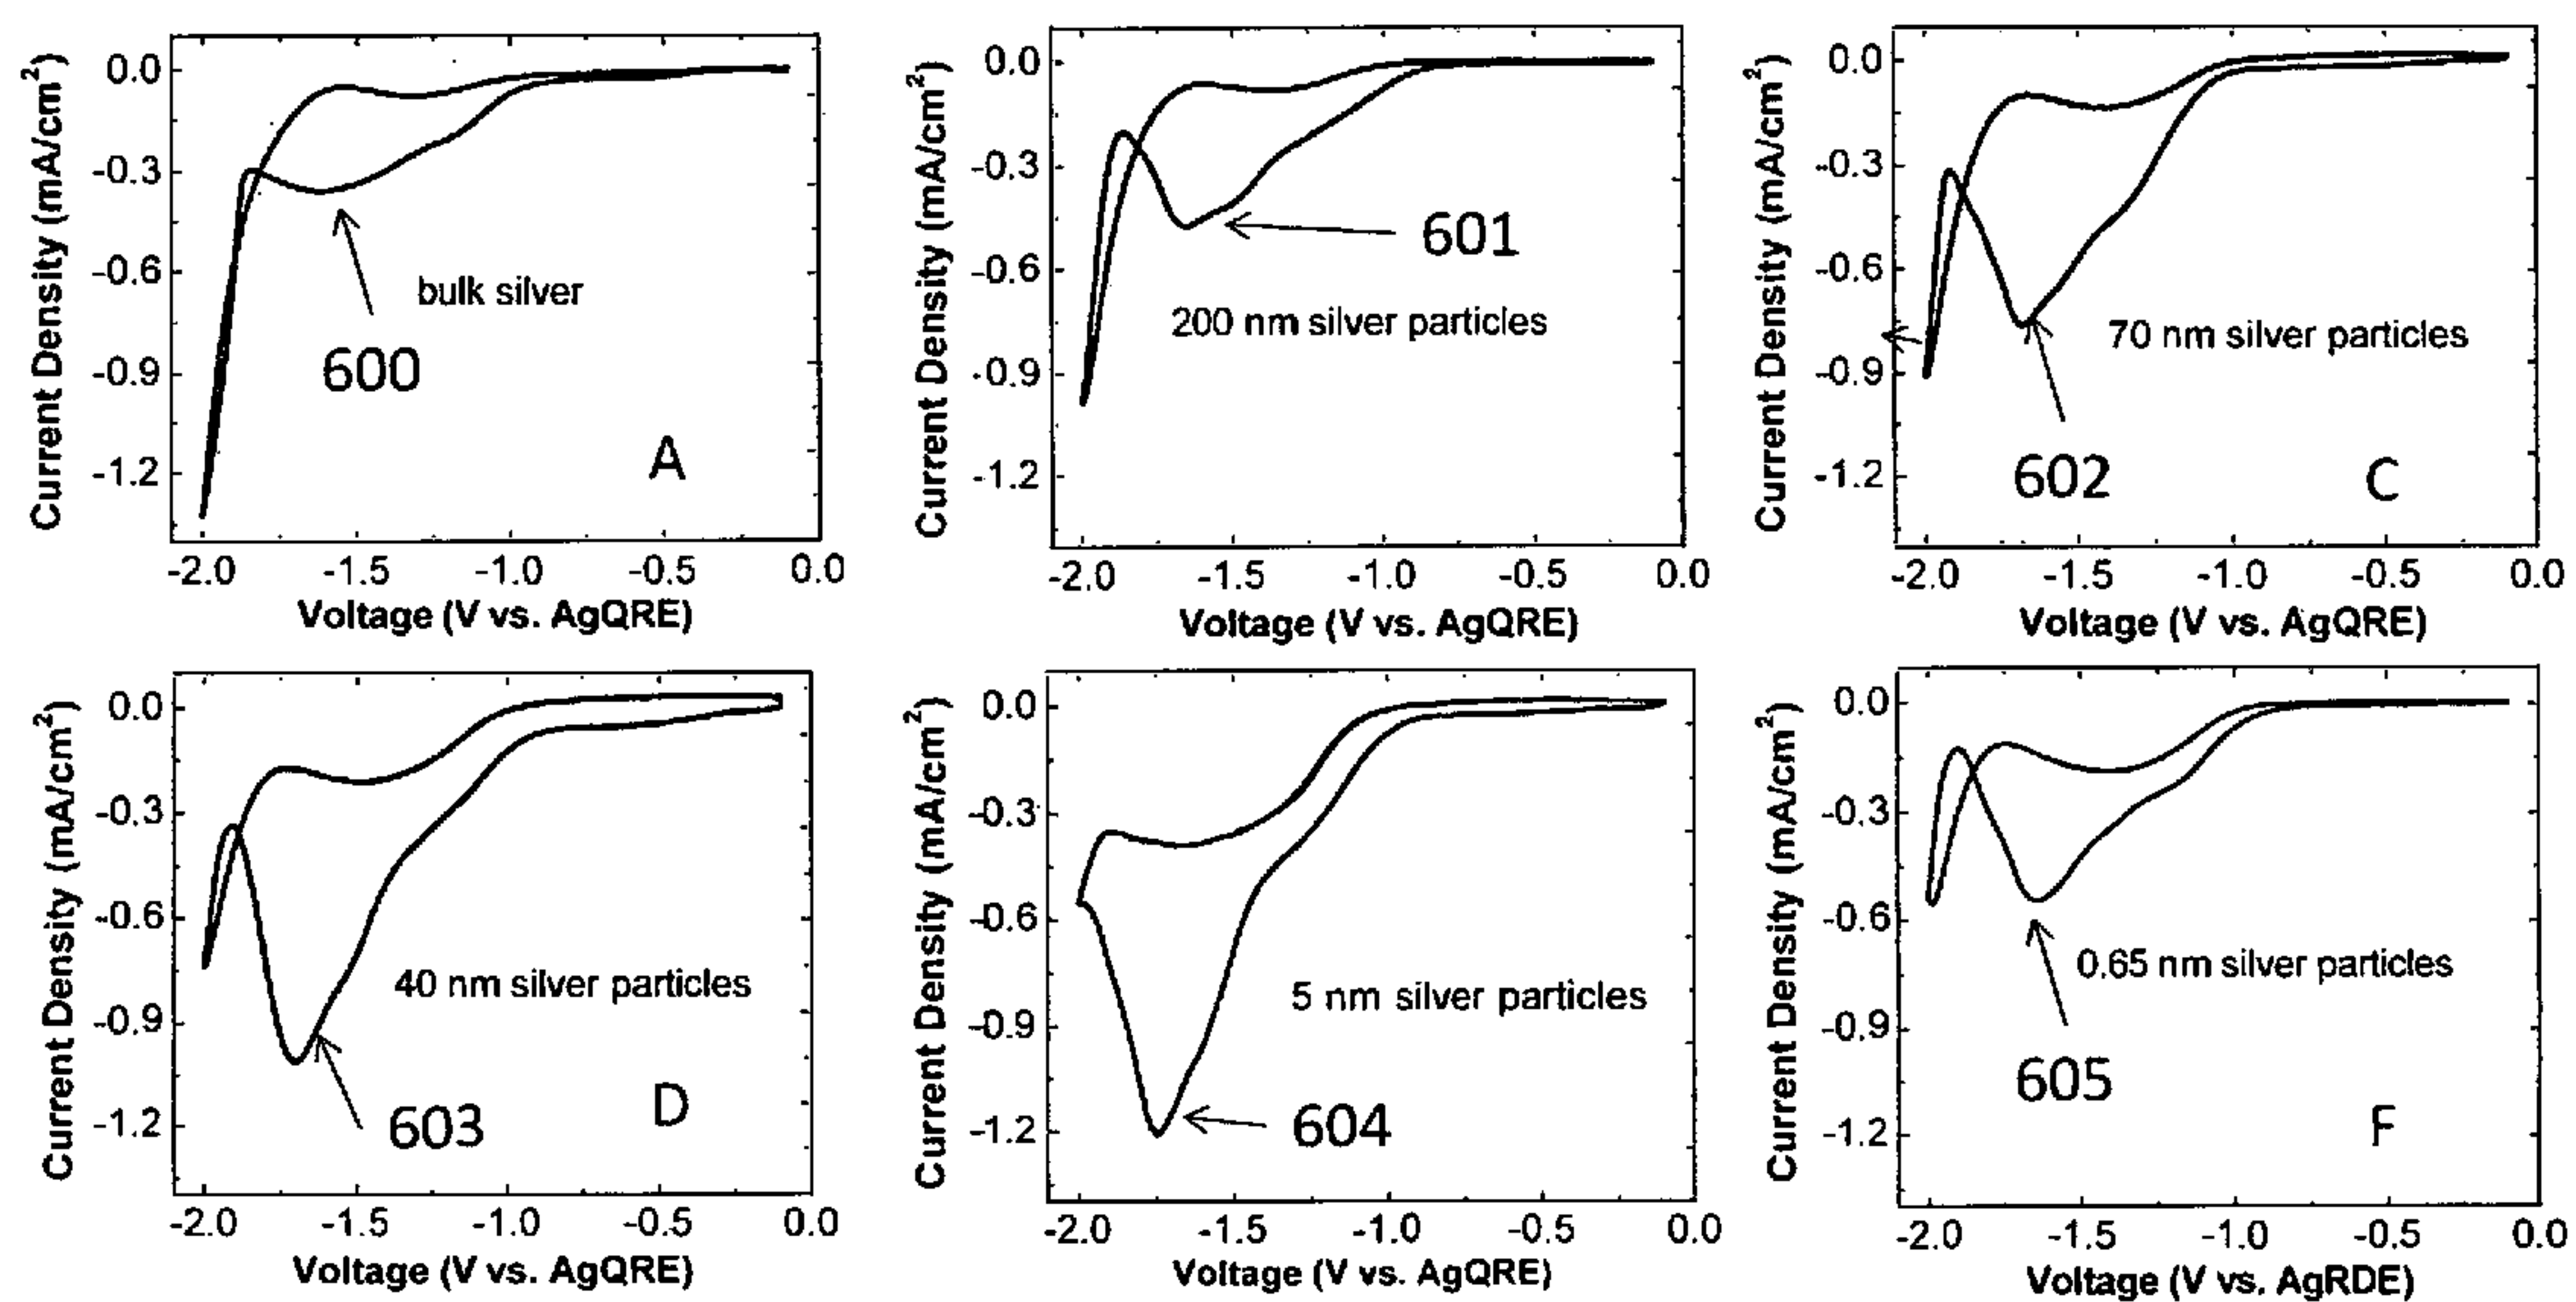 Current Density (mA/cm²)
0.0
-0.3
-0.6
-0.9
-1.2
bulk silver
600
A
-2.0 -1.5 -1.0 -0.5 0.0
Voltage (V vs. AgQRE)
Current Density (mA/cm²)
0.0
-0.3
-0.6
-0.9
-1.2
601
200 nm silver particles
-2.0 -1.5 -1.0 -0.5 0.0
Voltage (V vs. AgQRE)
Current Density (mA/cm²)
0.0
-0.3
-0.6
-0.9
-1.2
70 nm silver particles
602
C
-2.0 -1.5 -1.0 -0.5 0.0
Voltage (V vs. AgQRE)
Current Density (mA/cm²)
0.0
-0.3
-0.6
-0.9
-1.2
40 nm silver particles
603
D
-2.0 -1.5 -1.0 -0.5 0.0
Voltage (V vs. AgQRE)
Current Density (mA/cm²)
0.0
-0.3
-0.6
-0.9
-1.2
5 nm silver particles
604
-2.0 -1.5 -1.0 -0.5 0.0
Voltage (V vs. AgQRE)
Current Density (mA/cm²)
0.0
-0.3
-0.6
-0.9
-1.2
0.65 nm silver particles
605
F
-2.0 -1.5 -1.0 -0.5 0.0
Voltage (V vs. AgRDE)